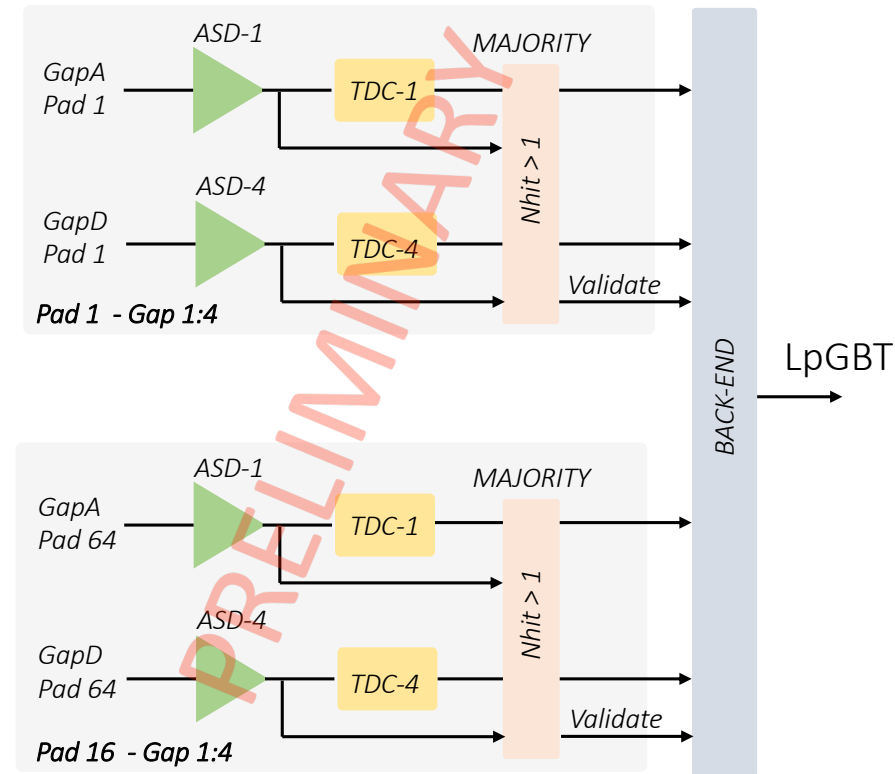 ASD-1
MAJORITY
GapA
Pad 1
TDC-1
Nhit > 1
ASD-4
GapD
Pad 1
TDC-4
Validate
Pad 1 - Gap 1:4
PRELIMINARY
BACK-END
LpGBT
ASD-1
MAJORITY
GapA
Pad 64
TDC-1
Nhit > 1
ASD-4
GapD
Pad 64
TDC-4
Validate
Pad 16 - Gap 1:4